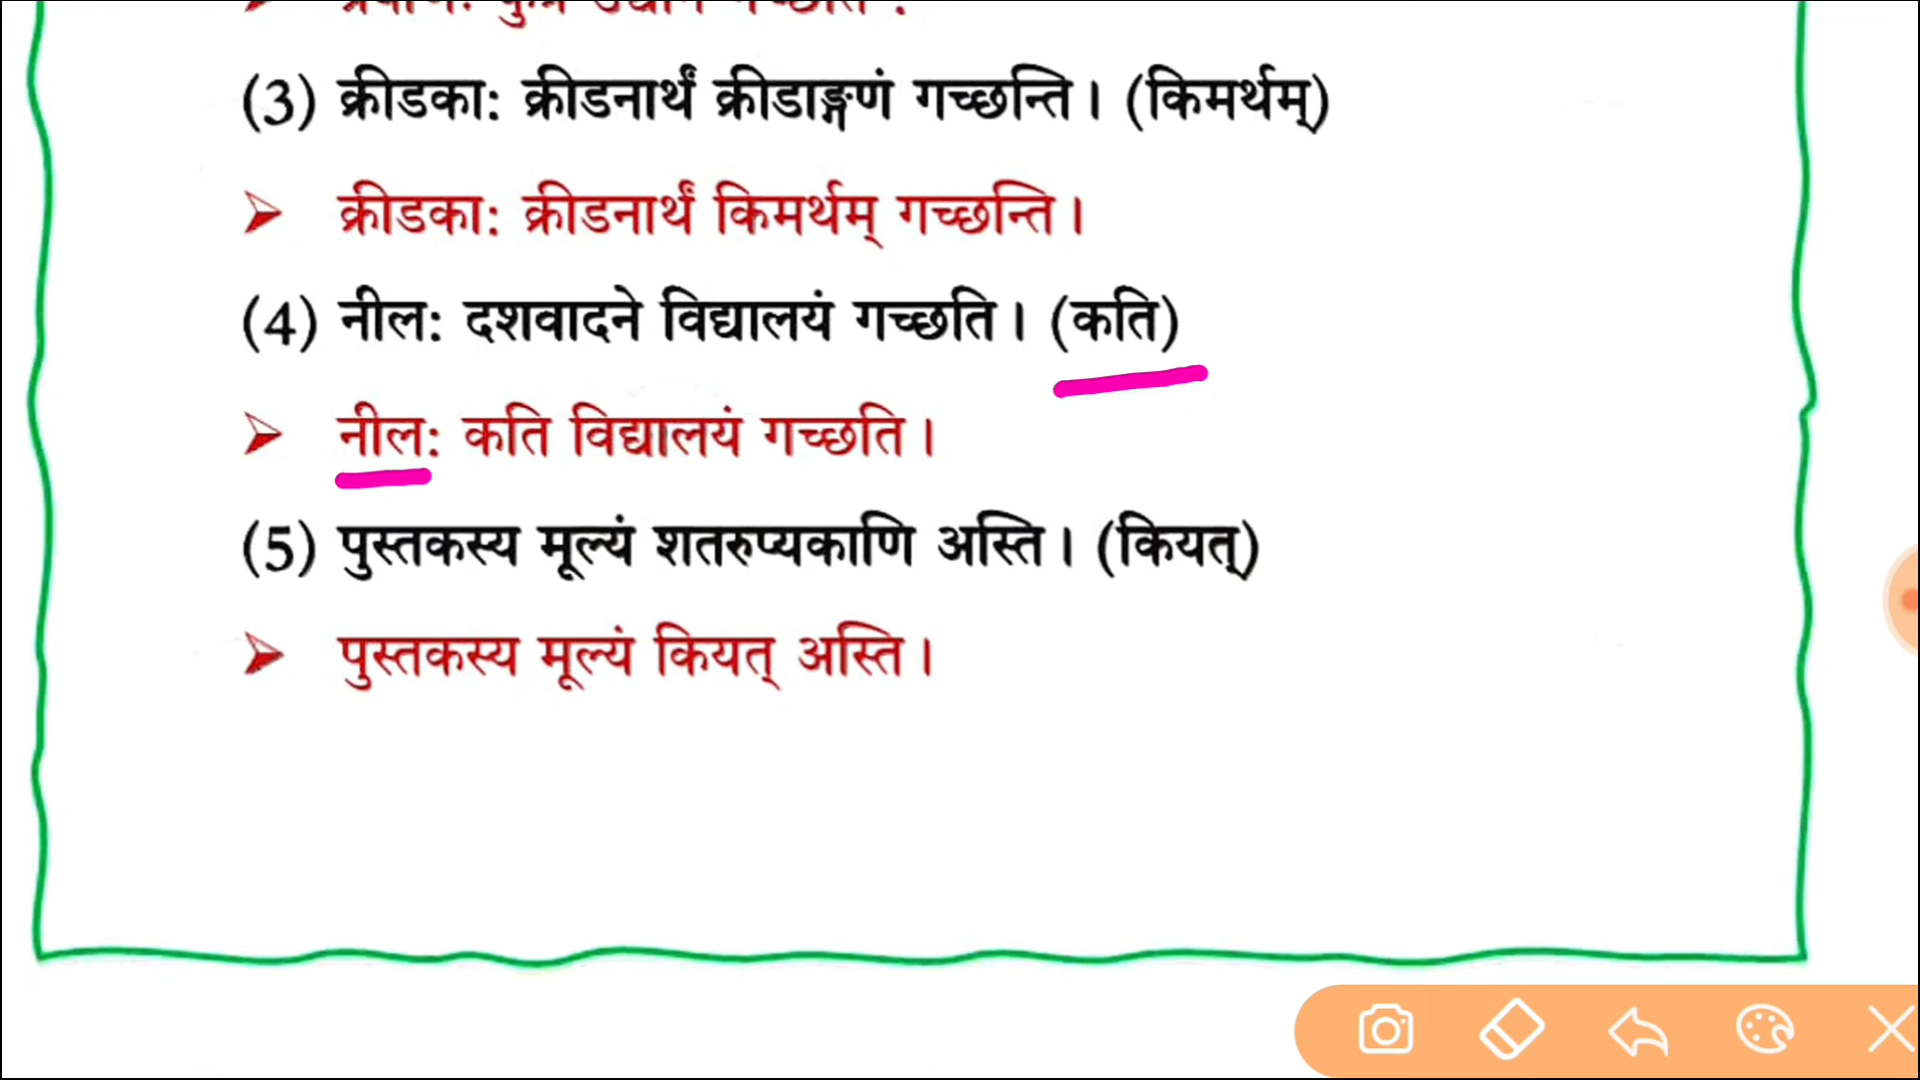 (3) क्रीडकाः क्रीडनार्थं क्रीडाङ्गणं गच्छन्ति । (किमर्थम्)
➢ क्रीडकाः क्रीडनार्थं किमर्थम् गच्छन्ति ।
(4) नीलः दशवादने विद्यालयं गच्छति । (कति)
➢ नीलः कति विद्यालयं गच्छति ।
(5) पुस्तकस्य मूल्यं शतरुप्यकाणि अस्ति । (कियत्)
➢ पुस्तकस्य मूल्यं कियत् अस्ति ।